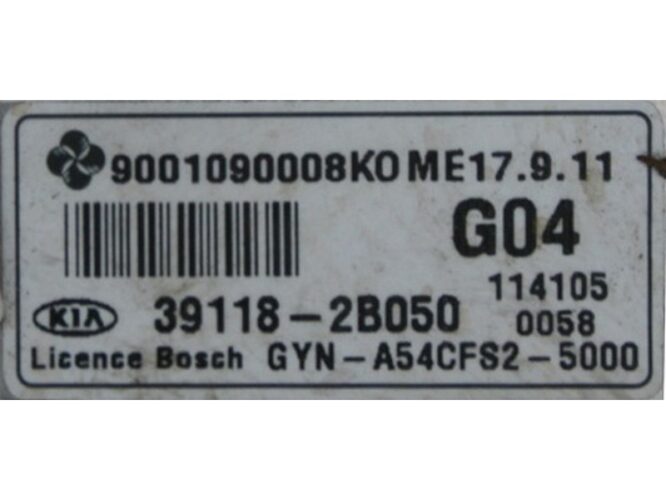 9001090008KO ME17.9.11
G04
114105
KIA 39118-2B050
0058
Licence Bosch GYN-A54CFS2-5000